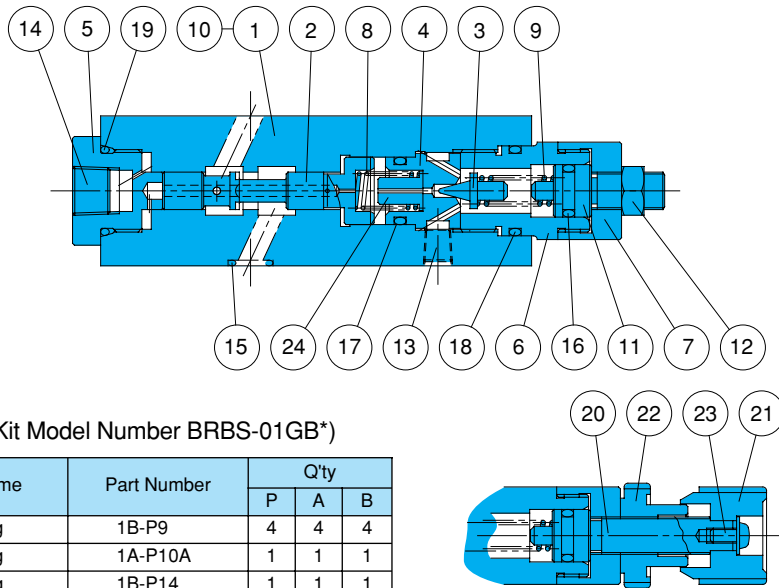 14 5 19 10 1 2 8 4 3 9
15 24 17 13 18 6 16 11 7 12
20 22 23 21
Kit Model Number BRBS-01GB*)
me Part Number Q'ty
P A B
g 1B-P9 4 4 4
g 1A-P10A 1 1 1
g 1B-P14 1 1 1